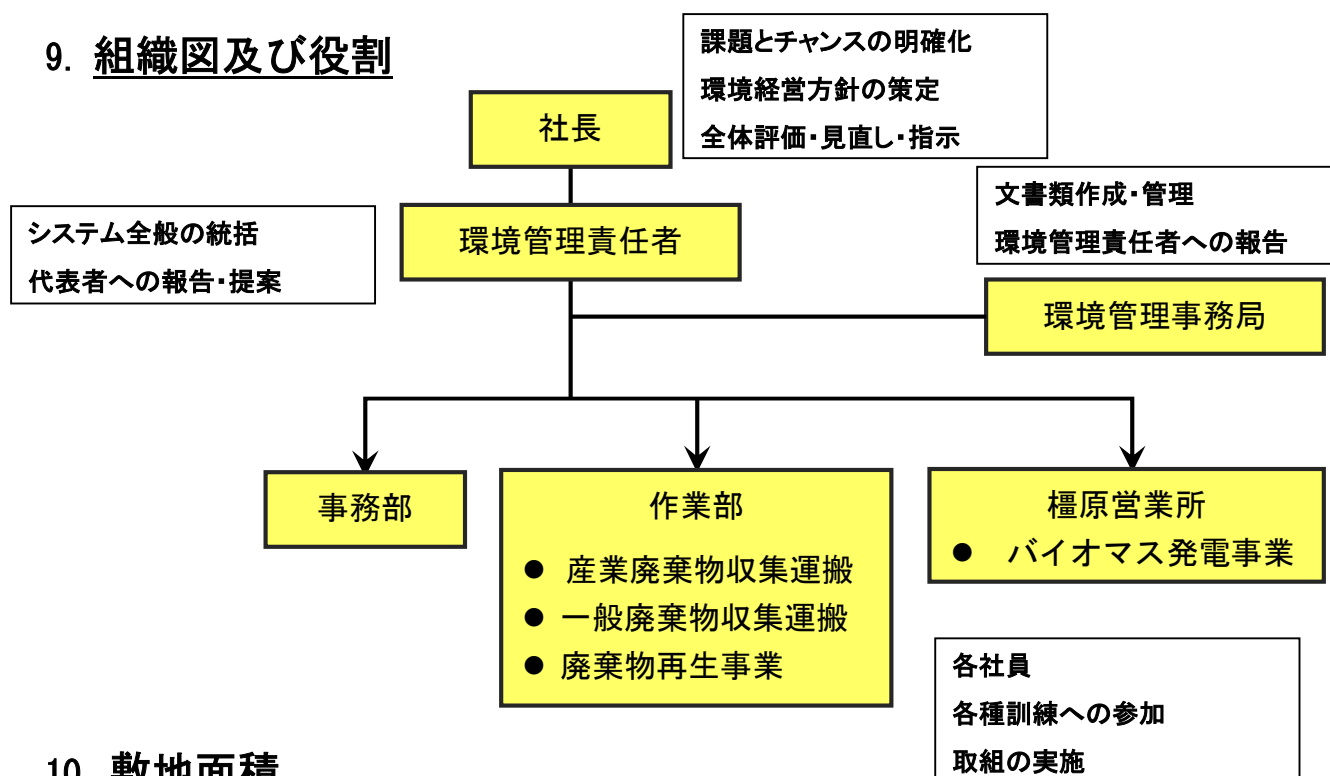 9. 組織図及び役割
課題とチャンスの明確化
環境経営方針の策定
全体評価・見直し・指示
社長
文書類作成・管理
環境管理責任者への報告
システム全般の統括
代表者への報告・提案
環境管理責任者
環境管理事務局
事務部
作業部
● 産業廃棄物収集運搬
● 一般廃棄物収集運搬
● 廃棄物再生事業
橿原営業所
● バイオマス発電事業
各社員
各種訓練への参加
取組の実施
10. 敷地面積